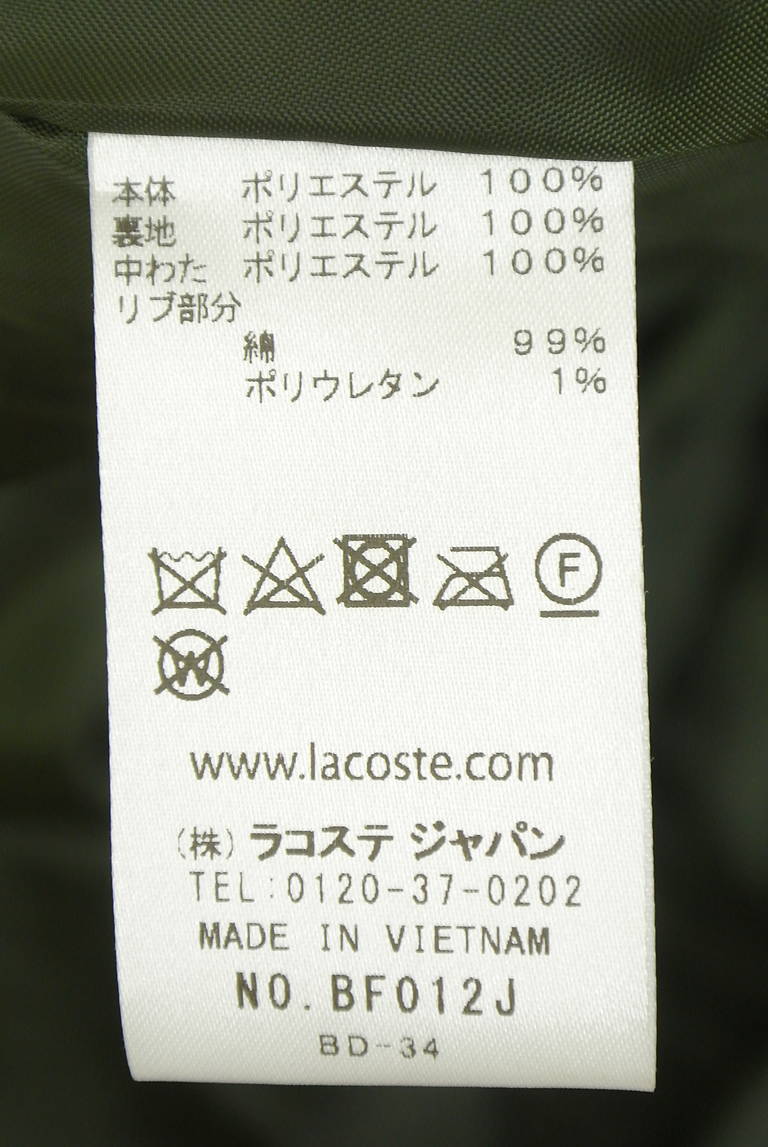 本体 ポリエステル 100%
裏地 ポリエステル 100%
中わた ポリエステル 100%
リブ部分
綿 99%
ポリウレタン 1%
F
W
www.lacoste.com
(株) ラコステ ジャパン
TEL:0120-37-0202
MADE IN VIETNAM
NO.BF012J
BD-34